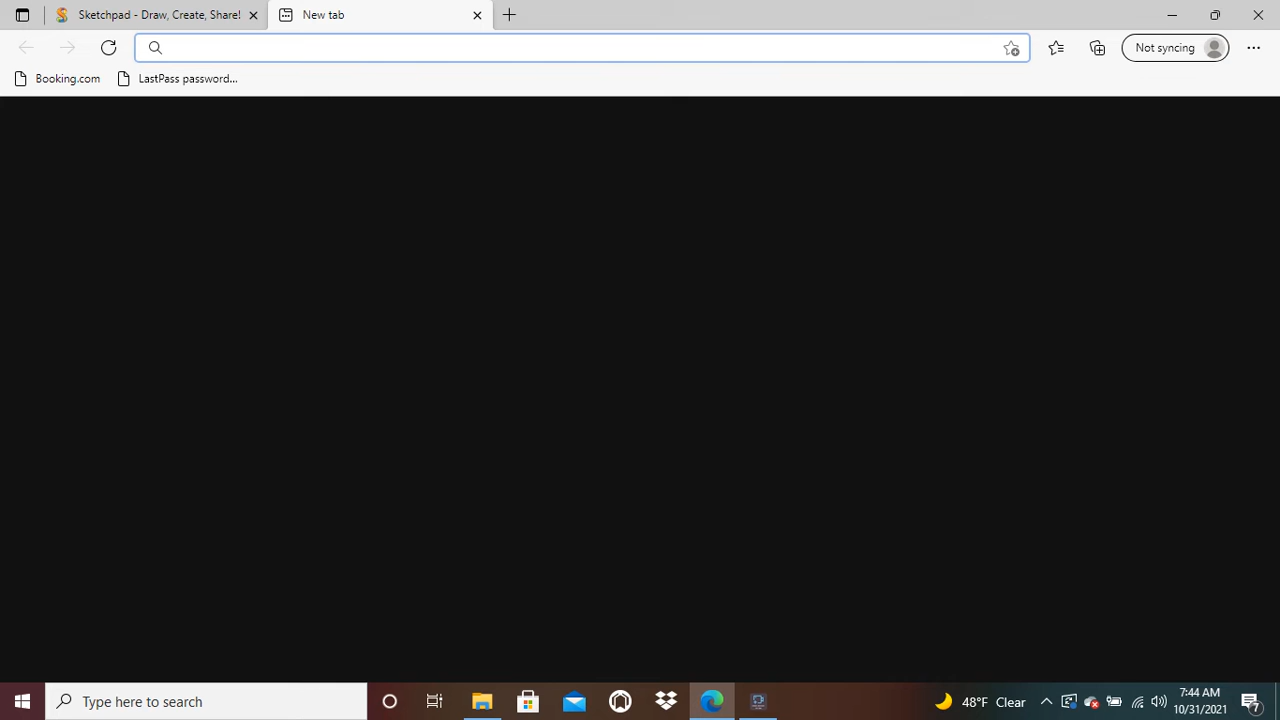 Sketchpad - Draw, Create, Share!
New tab
Not syncing
Booking.com
LastPass password...
Type here to search
48°F Clear
7:44 AM
10/31/2021
7